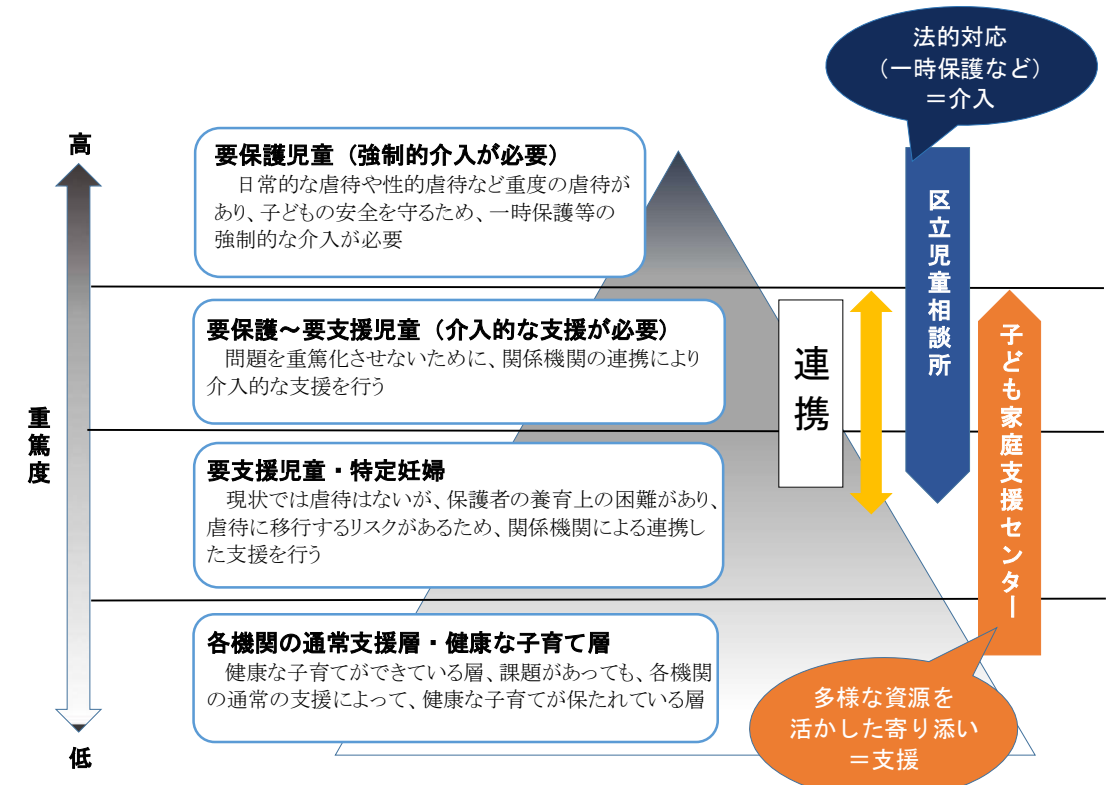 法的対応
（一時保護など）
＝介入
高
要保護児童（強制的介入が必要）
日常的な虐待や性的虐待など重度の虐待が
あり、子どもの安全を守るため、一時保護等の
強制的な介入が必要
区立児童相談所
要保護～要支援児童（介入的な支援が必要）
問題を重篤化させないために、関係機関の連携により
介入的な支援を行う
連携
子ども家庭支援センター
重篤度
要支援児童・特定妊婦
現状では虐待はないが、保護者の養育上の困難があり、
虐待に移行するリスクがあるため、関係機関による連携し
た支援を行う
各機関の通常支援層・健康な子育て層
健康な子育てができている層、課題があっても、各機関
の通常の支援によって、健康な子育てが保たれている層
多様な資源を
活かした寄り添い
＝支援
低